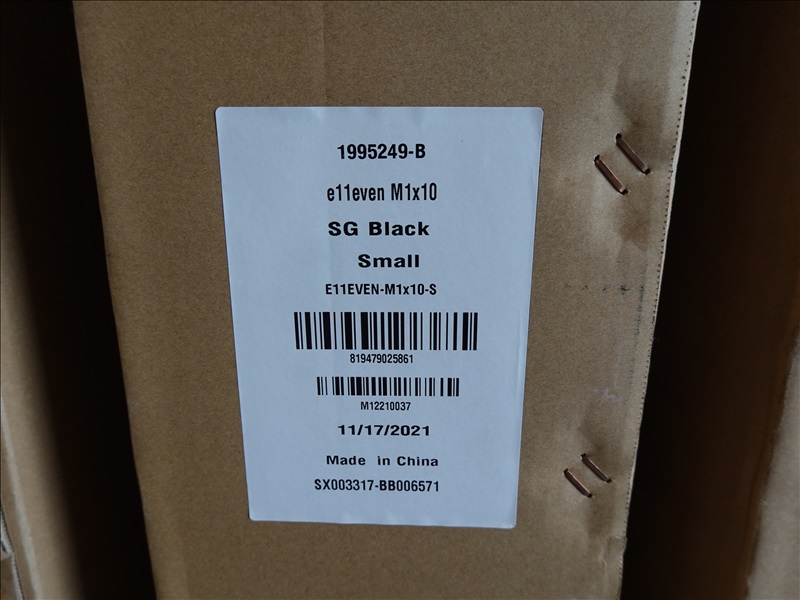 1995249-B
e11even M1x10
SG Black
Small
E11EVEN-M1x10-S
819479025861
M12210037
11/17/2021
Made in China
SX003317-BB006571